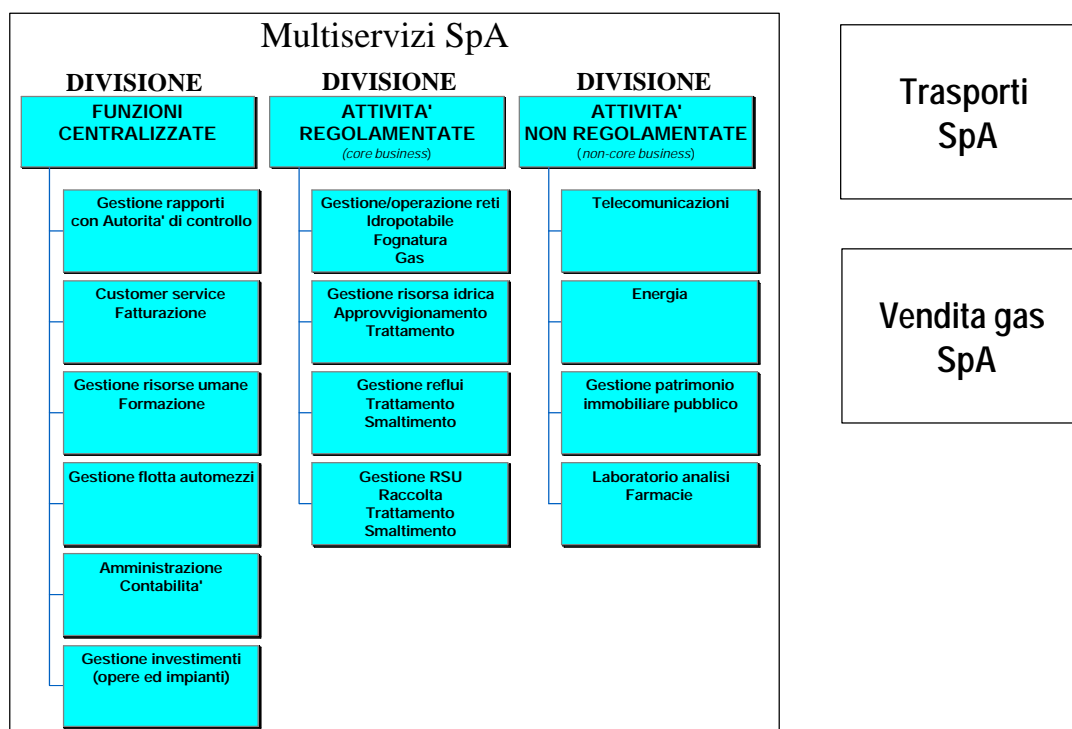 Multiservizi SpA
DIVISIONE
FUNZIONI
CENTRALIZZATE
Gestione rapporti
con Autorita' di controllo
Customer service
Fatturazione
Gestione risorse umane
Formazione
Gestione flotta automezzi
Amministrazione
Contabilita'
Gestione investimenti
(opere ed impianti)
DIVISIONE
ATTIVITA'
REGOLAMENTATE
(core business)
Gestione/operazione reti
Idropotabile
Fognatura
Gas
Gestione risorsa idrica
Approvvigionamento
Trattamento
Gestione reflui
Trattamento
Smaltimento
Gestione RSU
Raccolta
Trattamento
Smaltimento
DIVISIONE
ATTIVITA'
NON REGOLAMENTATE
(non-core business)
Telecomunicazioni
Energia
Gestione patrimonio
immobiliare pubblico
Laboratorio analisi
Farmacie
Trasporti
SpA
Vendita gas
SpA